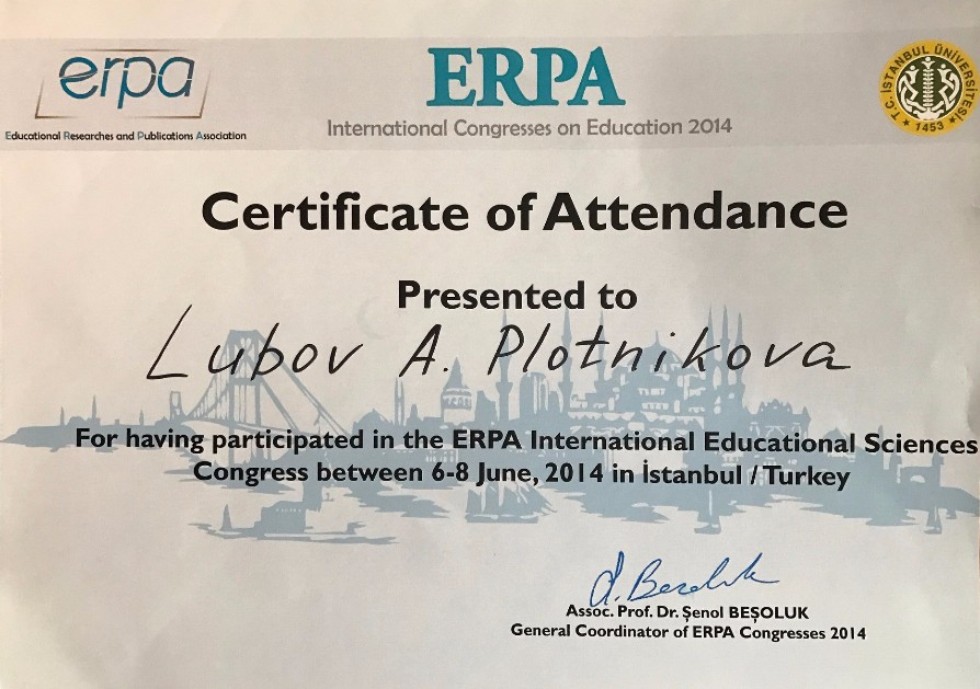 erpa
Educational Researches and Publications Association
ERPA
International Congresses on Education 2014
T.C. İSTANBUL ÜNİVERSİTESİ
1453
Certificate of Attendance
Presented to
Lubov A. Plotnikova
For having participated in the ERPA International Educational Sciences
Congress between 6-8 June, 2014 in İstanbul / Turkey
Assoc. Prof. Dr. Şenol BEŞOLUK
General Coordinator of ERPA Congresses 2014